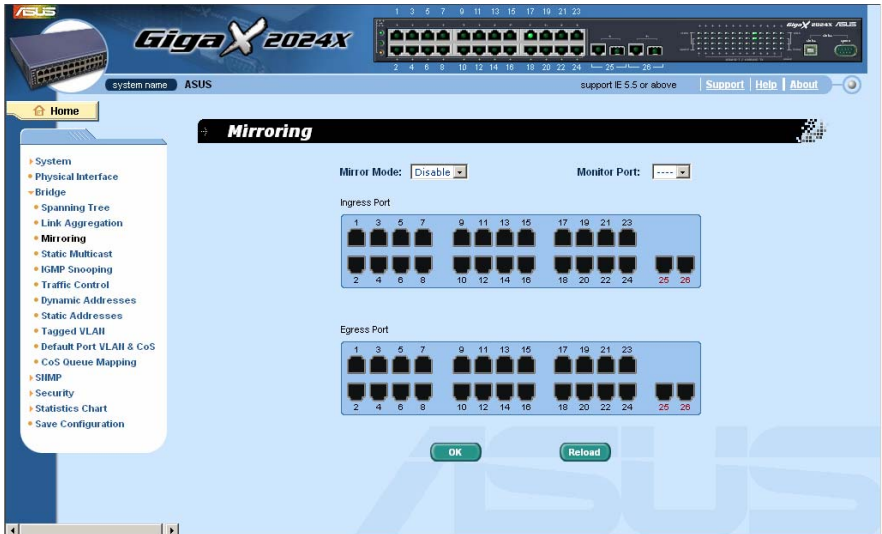 ASUS
GigaX 2024X
1 3 5 7 9 11 13 15 17 19 21 23
2 4 6 8 10 12 14 16 18 20 22 24 25 26
GigaX 2024X ASUS
system name ASUS
support IE 5.5 or above
Support | Help | About
Home
System
Physical Interface
Bridge
Spanning Tree
Link Aggregation
Mirroring
Static Multicast
IGMP Snooping
Traffic Control
Dynamic Addresses
Static Addresses
Tagged VLAN
Default Port VLAN & CoS
CoS Queue Mapping
SNMP
Security
Statistics Chart
Save Configuration
Mirroring
Mirror Mode: Disable
Monitor Port: ----
Ingress Port
1 3 5 7 9 11 13 15 17 19 21 23
2 4 6 8 10 12 14 16 18 20 22 24 25 26
Egress Port
1 3 5 7 9 11 13 15 17 19 21 23
2 4 6 8 10 12 14 16 18 20 22 24 25 26
OK
Reload
ASUS